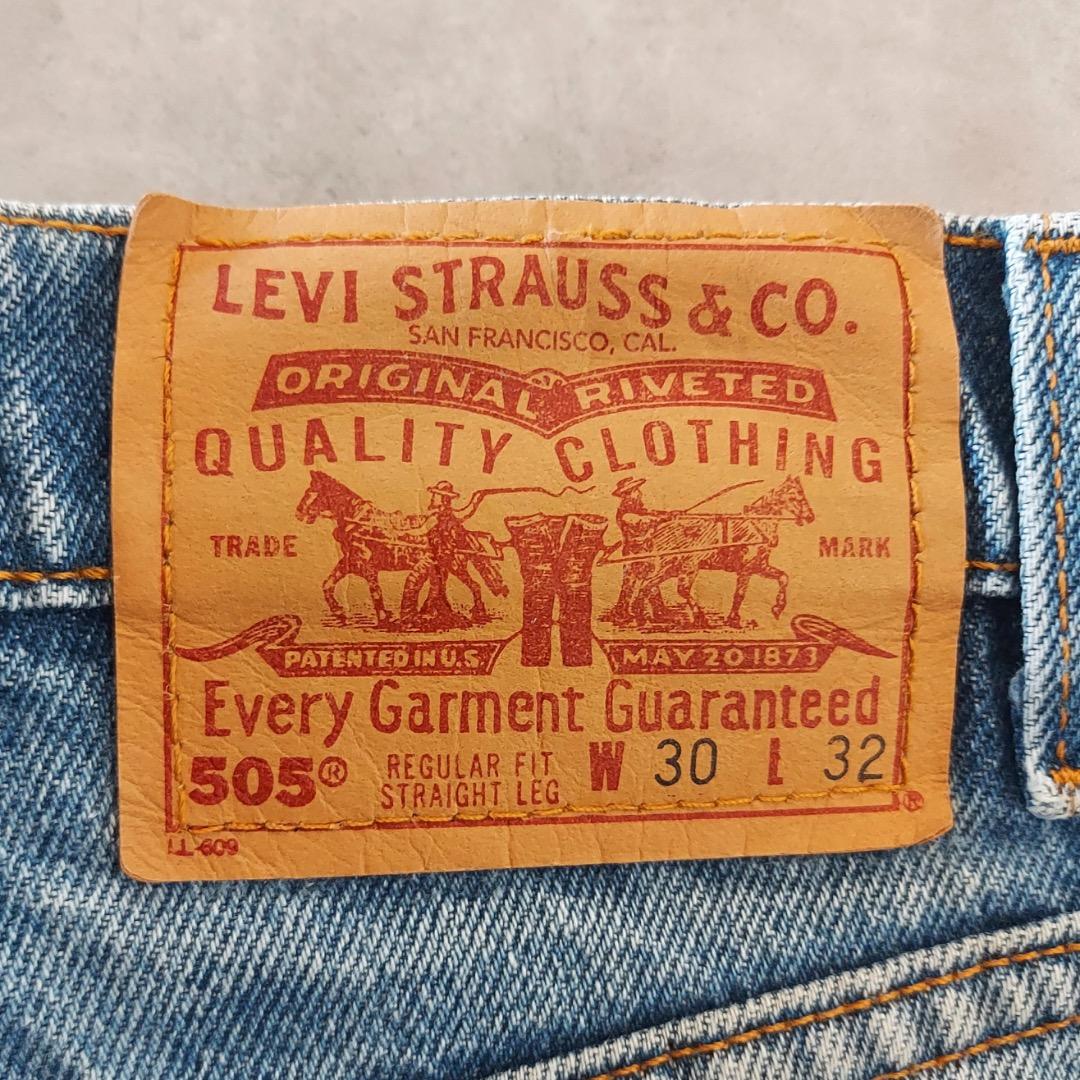 LEVI STRAUSS & CO.
SAN FRANCISCO, CAL.
ORIGINAL RIVETED
QUALITY CLOTHING
TRADE MARK
PATENTED IN U.S. MAY 20 1873
Every Garment Guaranteed
505® REGULAR FIT W 30 L 32
STRAIGHT LEG
®
LL-609